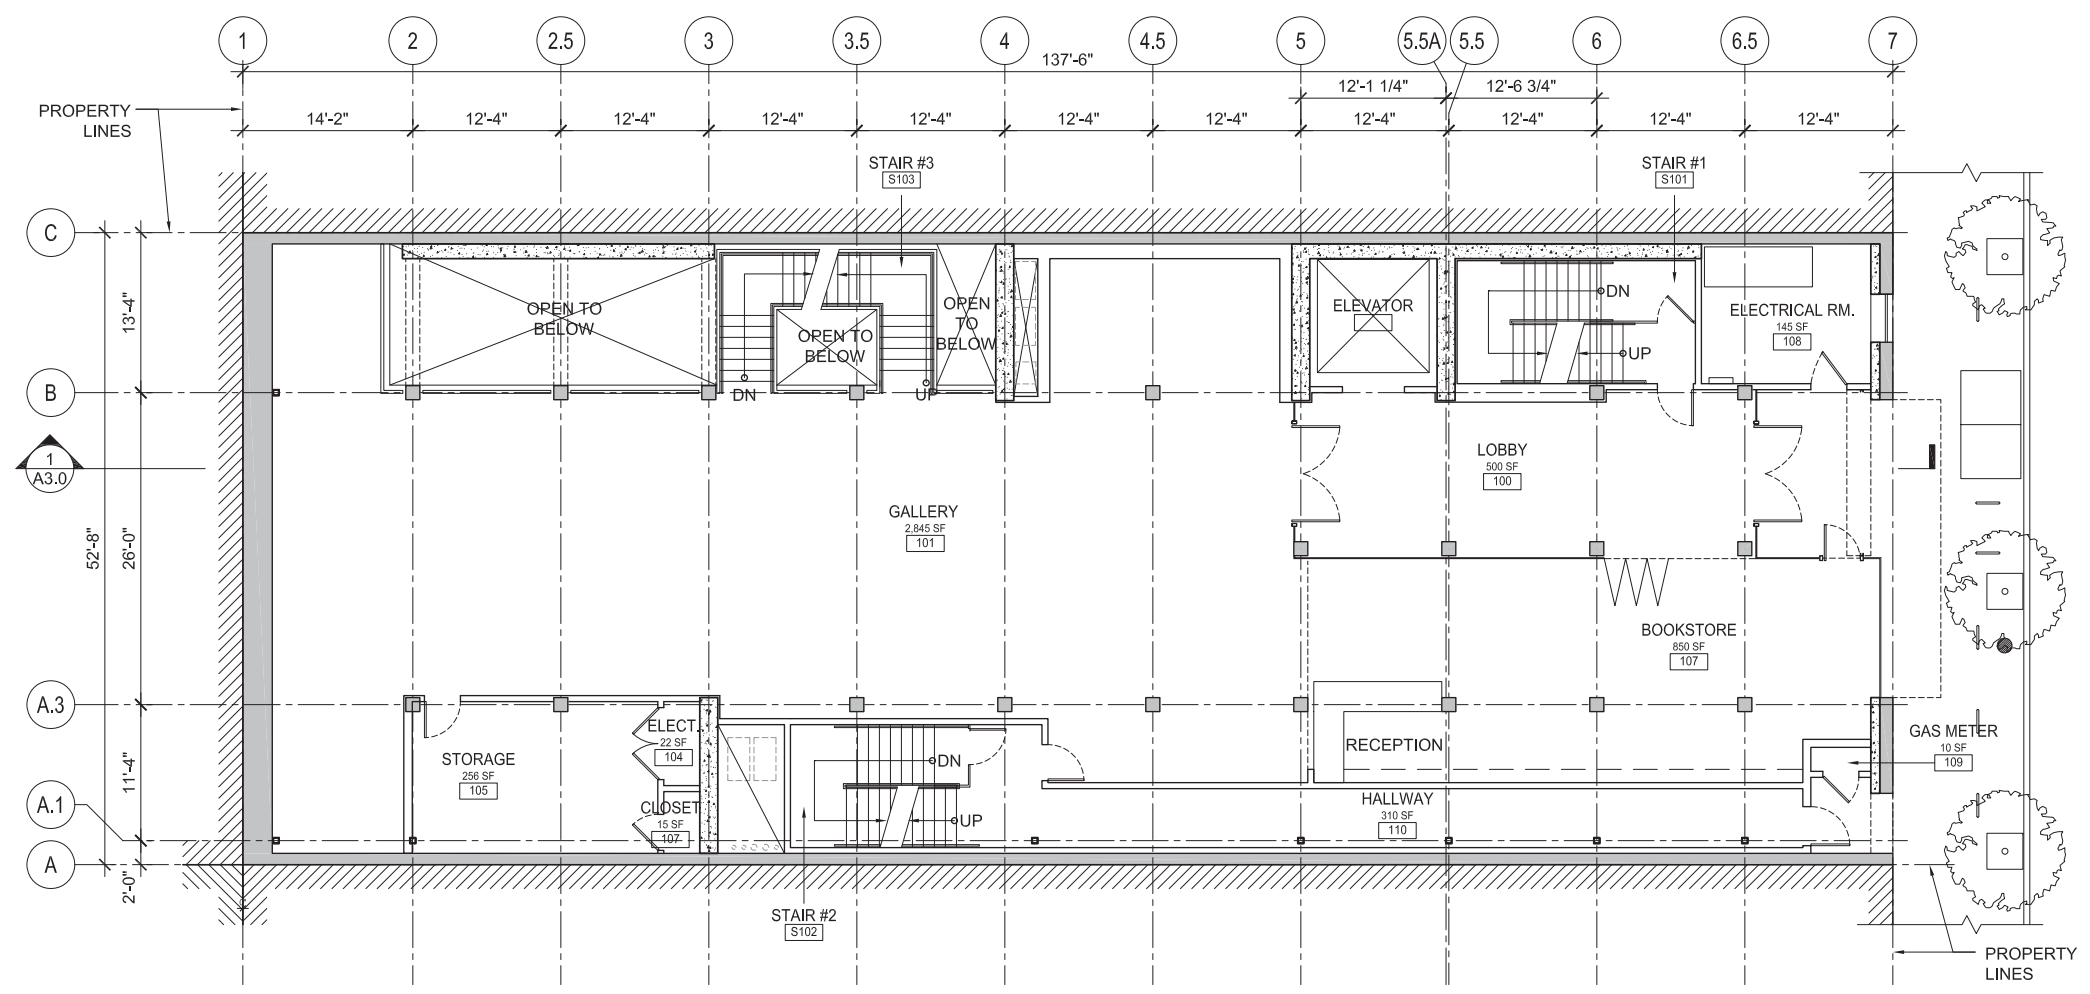 1 2 2.5 3 3.5 4 4.5 5 5.5A 5.5 6 6.5 7
137'-6"
12'-1 1/4" 12'-6 3/4"
14'-2" 12'-4" 12'-4" 12'-4" 12'-4" 12'-4" 12'-4" 12'-4" 12'-4" 12'-4" 12'-4"
PROPERTY
LINES
STAIR #3
S103
STAIR #1
S101
C
B
1
A3.0
A.3
A.1
A
52'-8"
13'-4"
26'-0"
11'-4"
2'-0"
OPEN TO
BELOW
OPEN TO
BELOW
OPEN
TO
BELOW
DN
UP
ELEVATOR
DN
UP
ELECTRICAL RM.
145 SF
108
LOBBY
500 SF
100
GALLERY
2,845 SF
101
BOOKSTORE
850 SF
107
STORAGE
256 SF
105
ELECT.
22 SF
104
CLOSET
15 SF
107
DN
UP
RECEPTION
HALLWAY
310 SF
110
GAS METER
10 SF
109
STAIR #2
S102
PROPERTY
LINES